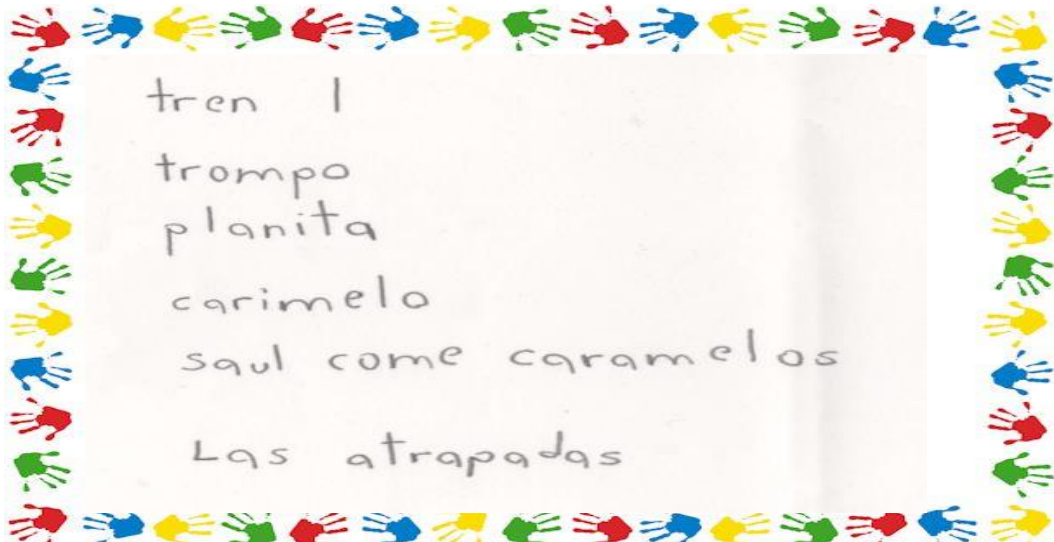 tren l
trompo
planita
carimelo
saul come caramelos
Las atrapadas